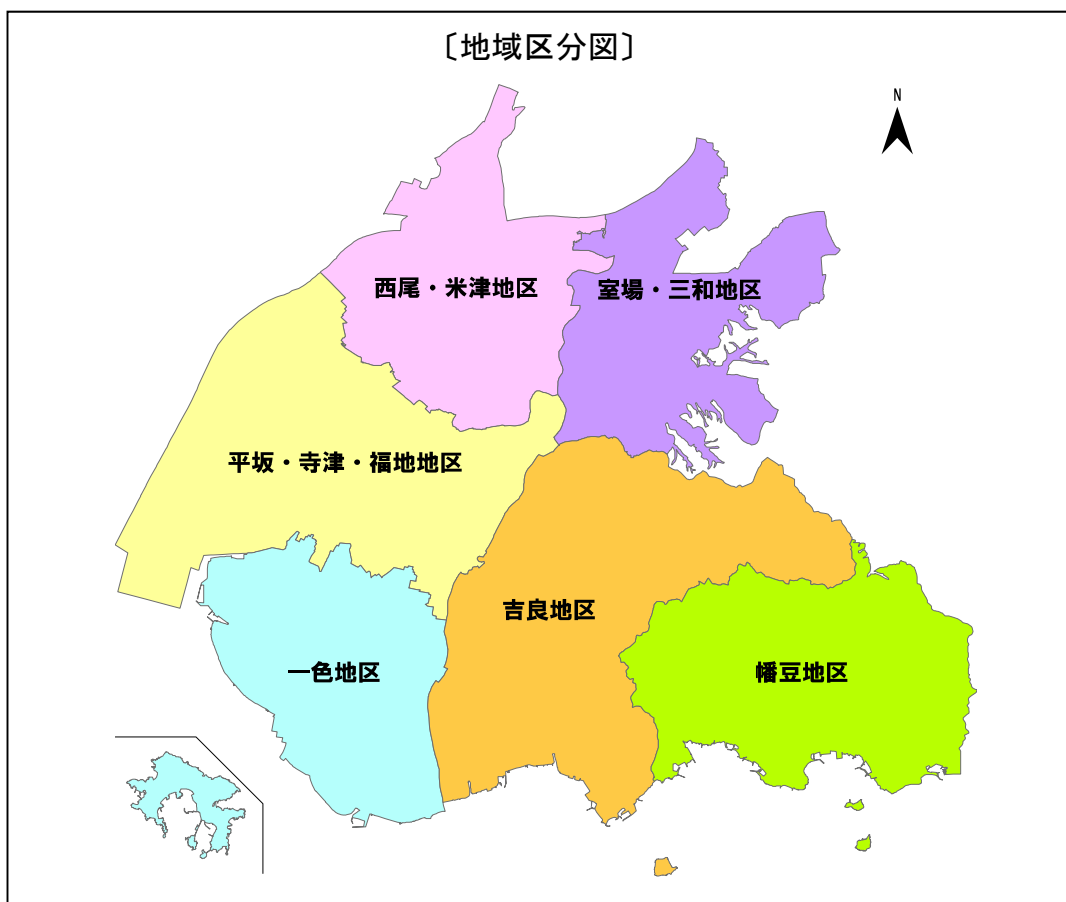 〔地域区分図〕
N
西尾・米津地区
室場・三和地区
平坂・寺津・福地地区
吉良地区
一色地区
幡豆地区